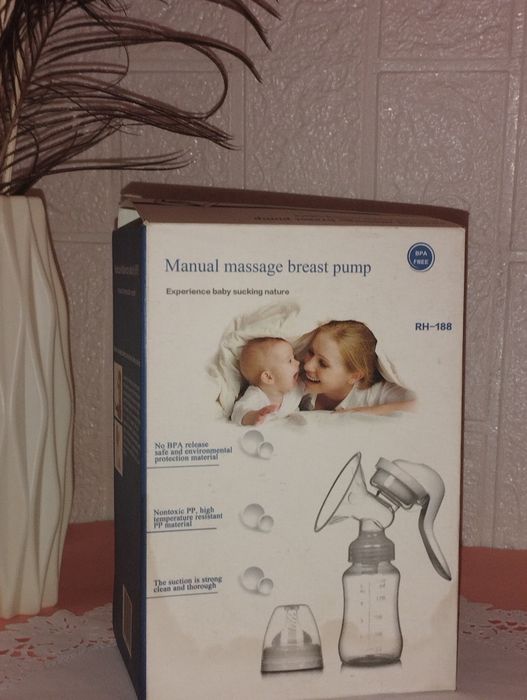 Manual massage breast pump
BPA
FREE
Experience baby sucking nature
RH-188
No BPA release
safe and environmental
protection material
Nontoxic PP, high
temperature resistant
PP material
The suction is strong
clean and thorough